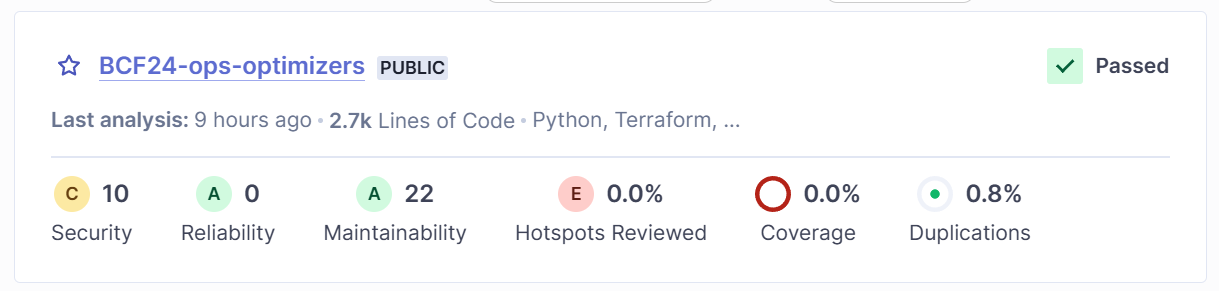 BCF24-ops-optimizers PUBLIC Passed
Last analysis: 9 hours ago • 2.7k Lines of Code • Python, Terraform, ...
C 10 A 0 A 22 E 0.0% 0.0% 0.8%
Security Reliability Maintainability Hotspots Reviewed Coverage Duplications